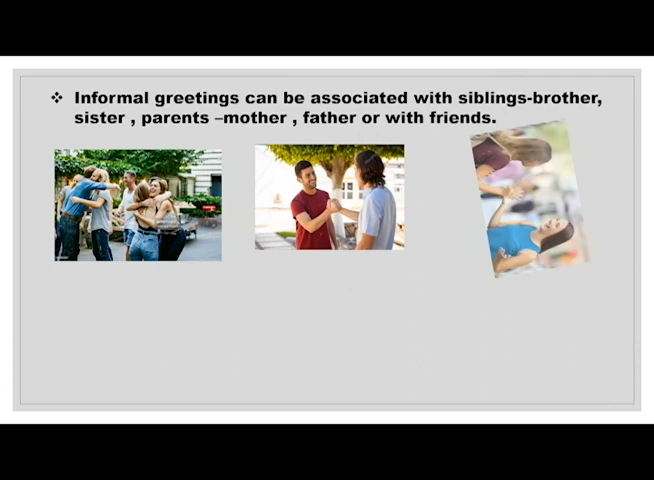 ❖ Informal greetings can be associated with siblings-brother,
sister , parents –mother , father or with friends.